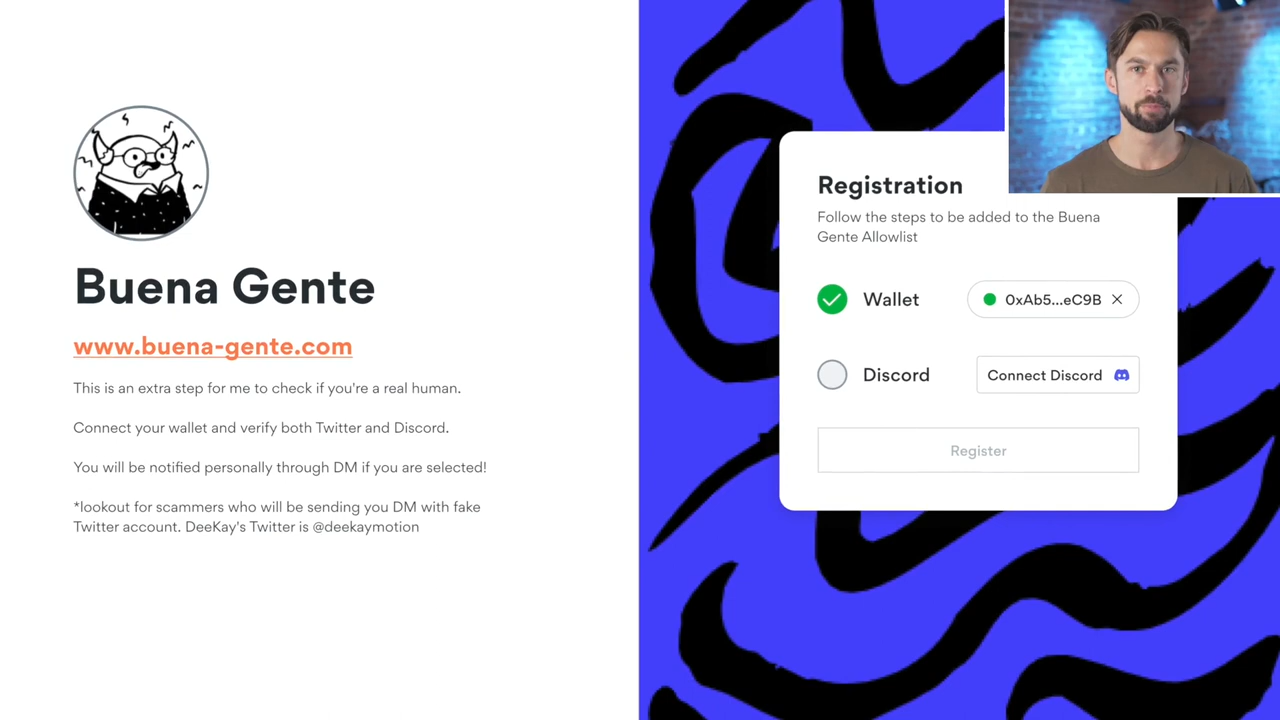 Buena Gente
www.buena-gente.com
This is an extra step for me to check if you're a real human.
Connect your wallet and verify both Twitter and Discord.
You will be notified personally through DM if you are selected!
*lookout for scammers who will be sending you DM with fake
Twitter account. DeeKay's Twitter is @deekaymotion
Registration
Follow the steps to be added to the Buena
Gente Allowlist
Wallet
0xAb5...eC9B
Discord
Connect Discord
Register